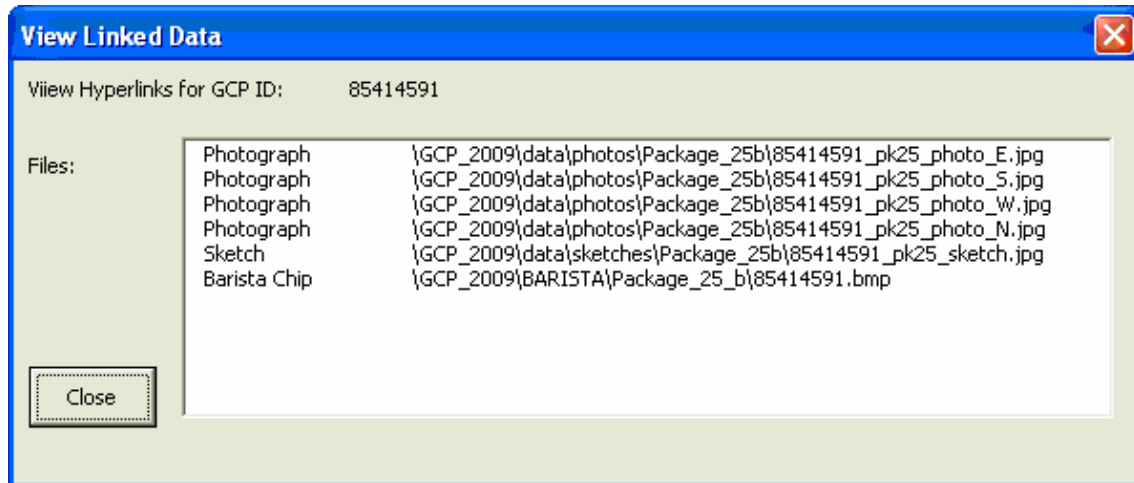 View Linked Data
Viiew Hyperlinks for GCP ID: 85414591
Files:
Photograph \GCP_2009\data\photos\Package_25b\85414591_pk25_photo_E.jpg
Photograph \GCP_2009\data\photos\Package_25b\85414591_pk25_photo_S.jpg
Photograph \GCP_2009\data\photos\Package_25b\85414591_pk25_photo_W.jpg
Photograph \GCP_2009\data\photos\Package_25b\85414591_pk25_photo_N.jpg
Sketch \GCP_2009\data\sketches\Package_25b\85414591_pk25_sketch.jpg
Barista Chip \GCP_2009\BARISTA\Package_25_b\85414591.bmp
Close